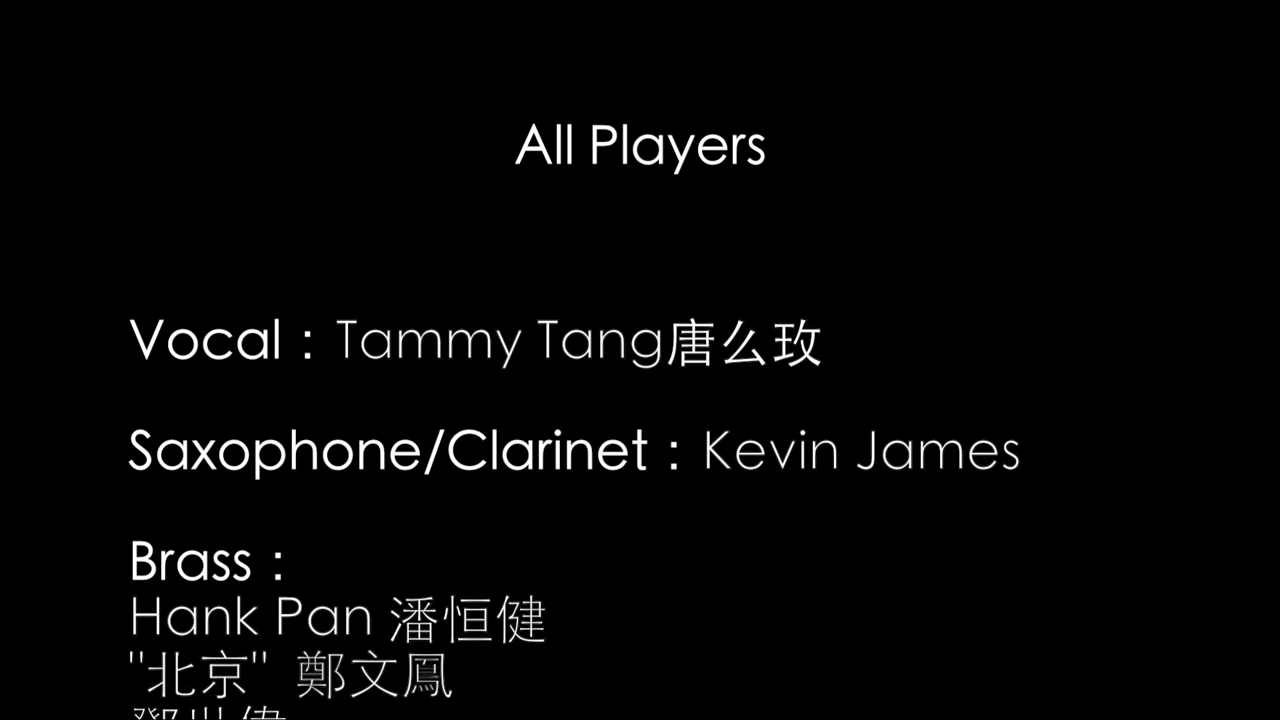 All Players
Vocal：Tammy Tang唐么玫
Saxophone/Clarinet：Kevin James
Brass：
Hank Pan 潘恒健
"北京" 鄭文鳳